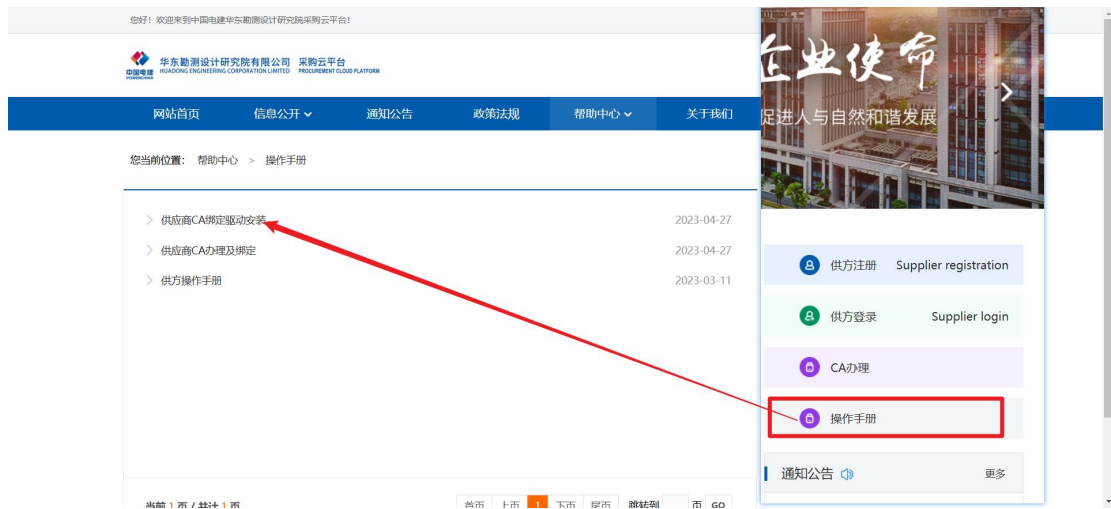 您好！欢迎来到中国电建华东勘测设计研究院采购云平台！
中国电建
POWERCHINA
华东勘测设计研究院有限公司 采购云平台
HUADONG ENGINEERING CORPORATION LIMITED PROCUREMENT CLOUD PLATFORM
网站首页 信息公开 通知公告 政策法规 帮助中心 关于我们
您当前位置： 帮助中心 > 操作手册
供应商CA绑定驱动安装 2023-04-27
供应商CA办理及绑定 2023-04-27
供方操作手册 2023-03-11
当前 1 页 / 共计 1 页
首页 上页 1 下页 尾页 跳转到 页 GO
企业使命
促进人与自然和谐发展
供方注册 Supplier registration
供方登录 Supplier login
CA办理
操作手册
通知公告 更多